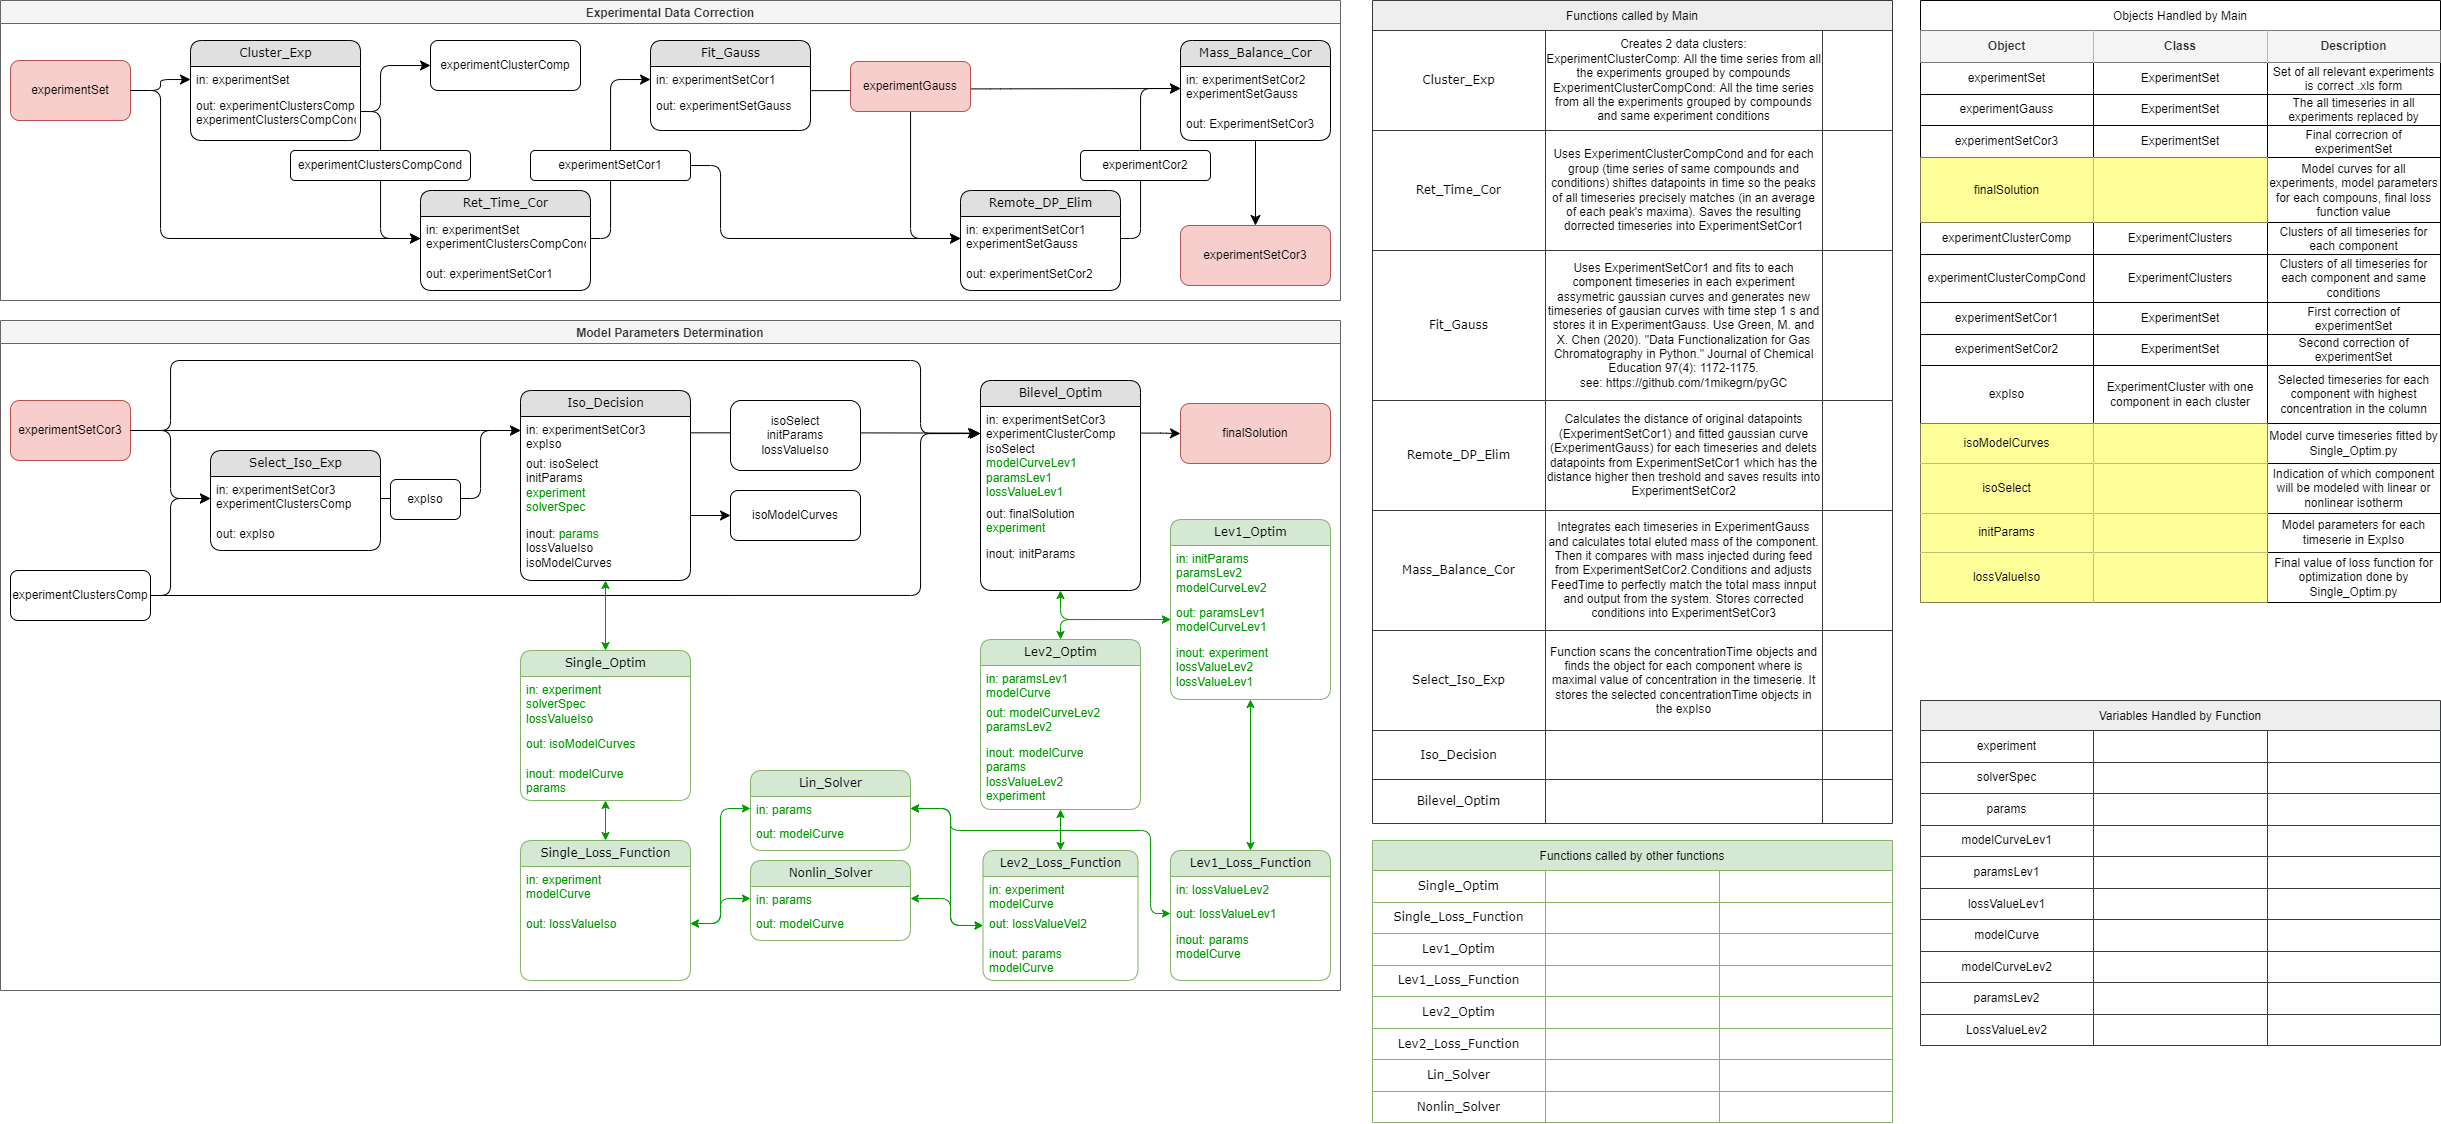 Experimental Data Correction
experimentSet
Cluster_Exp
in: experimentSet
out: experimentClustersComp
experimentClustersCompCond
experimentClusterComp
experimentClustersCompCond
Ret_Time_Cor
in: experimentSet
experimentClustersCompCond
out: experimentSetCor1
experimentSetCor1
Fit_Gauss
in: experimentSetCor1
out: experimentSetGauss
experimentGauss
Remote_DP_Elim
in: experimentSetCor1
experimentSetGauss
out: experimentSetCor2
experimentCor2
Mass_Balance_Cor
in: experimentSetCor2
experimentSetGauss
out: ExperimentSetCor3
experimentSetCor3
Model Parameters Determination
experimentSetCor3
experimentClustersComp
Select_Iso_Exp
in: experimentSetCor3
experimentClustersComp
out: expIso
expIso
Iso_Decision
in: experimentSetCor3
expIso
out: isoSelect
initParams
experiment
solverSpec
inout: params
lossValueIso
isoModelCurves
isoSelect
initParams
lossValueIso
isoModelCurves
Bilevel_Optim
in: experimentSetCor3
experimentClusterComp
isoSelect
modelCurveLev1
paramsLev1
lossValueLev1
out: finalSolution
experiment
inout: initParams
finalSolution
Lev1_Optim
in: initParams
paramsLev2
modelCurveLev2
out: paramsLev1
modelCurveLev1
inout: experiment
lossValueLev2
lossValueLev1
Single_Optim
in: experiment
solverSpec
lossValueIso
out: isoModelCurves
inout: modelCurve
params
Lev2_Optim
in: paramsLev1
modelCurve
out: modelCurveLev2
paramsLev2
inout: modelCurve
params
lossValueLev2
experiment
Single_Loss_Function
in: experiment
modelCurve
out: lossValueIso
Lin_Solver
in: params
out: modelCurve
Nonlin_Solver
in: params
out: modelCurve
Lev2_Loss_Function
in: experiment
modelCurve
out: lossValueVel2
inout: params
modelCurve
Lev1_Loss_Function
in: lossValueLev2
out: lossValueLev1
inout: params
modelCurve
Functions called by Main
Cluster_Exp
Creates 2 data clusters:
ExperimentClusterComp: All the time series from all
the experiments grouped by compounds
ExperimentClusterCompCond: All the time series
from all the experiments grouped by compounds
and same experiment conditions
Ret_Time_Cor
Uses ExperimentClusterCompCond and for each
group (time series of same compounds and
conditions) shiftes datapoints in time so the peaks
of all timeseries precisely matches (in an average
of each peak's maxima). Saves the resulting
dorrected timeseries into ExperimentSetCor1
Fit_Gauss
Uses ExperimentSetCor1 and fits to each
component timeseries in each experiment
assymetric gaussian curves and generates new
timeseries of gausian curves with time step 1 s and
stores it in ExperimentGauss. Use Green, M. and
X. Chen (2020). "Data Functionalization for Gas
Chromatography in Python." Journal of Chemical
Education 97(4): 1172-1175.
see: https://github.com/1mikegrn/pyGC
Remote_DP_Elim
Calculates the distance of original datapoints
(ExperimentSetCor1) and fitted gaussian curve
(ExperimentGauss) for each timeseries and delets
datapoints from ExperimentSetCor1 which has the
distance higher then treshold and saves results into
ExperimentSetCor2
Mass_Balance_Cor
Integrates each timeseries in ExperimentGauss
and calculates total eluted mass of the component.
Then it compares with mass injected during feed
from ExperimentSetCor2.Conditions and adjusts
FeedTime to perfectly match the total mass innput
and output from the system. Stores corrected
conditions into ExperimentSetCor3
Select_Iso_Exp
Function scans the concentrationTime objects and
finds the object for each component where is
maximal value of concentration in the timeserie. It
stores the selected concentrationTime objects in
the expIso
Iso_Decision
Bilevel_Optim
Functions called by other functions
Single_Optim
Single_Loss_Function
Lev1_Optim
Lev1_Loss_Function
Lev2_Optim
Lev2_Loss_Function
Lin_Solver
Nonlin_Solver
Objects Handled by Main
Object Class Description
experimentSet ExperimentSet Set of all relevant experiments
is correct .xls form
experimentGauss ExperimentSet The all timeseries in all
experiments replaced by
experimentSetCor3 ExperimentSet Final correcrion of
experimentSet
finalSolution
Model curves for all
experiments, model parameters
for each compouns, final loss
function value
experimentClusterComp ExperimentClusters Clusters of all timeseries for
each component
experimentClusterCompCond ExperimentClusters Clusters of all timeseries for
each component and same
conditions
experimentSetCor1 ExperimentSet First correction of
experimentSet
experimentSetCor2 ExperimentSet Second correction of
experimentSet
expIso
ExperimentCluster with one
component in each cluster
Selected timeseries for each
component with highest
concentration in the column
isoModelCurves
Model curve timeseries fitted by
Single_Optim.py
isoSelect
Indication of which component
will be modeled with linear or
nonlinear isotherm
initParams
Model parameters for each
timeserie in ExpIso
lossValueIso
Final value of loss function for
optimization done by
Single_Optim.py
Variables Handled by Function
experiment
solverSpec
params
modelCurveLev1
paramsLev1
lossValueLev1
modelCurve
modelCurveLev2
paramsLev2
LossValueLev2